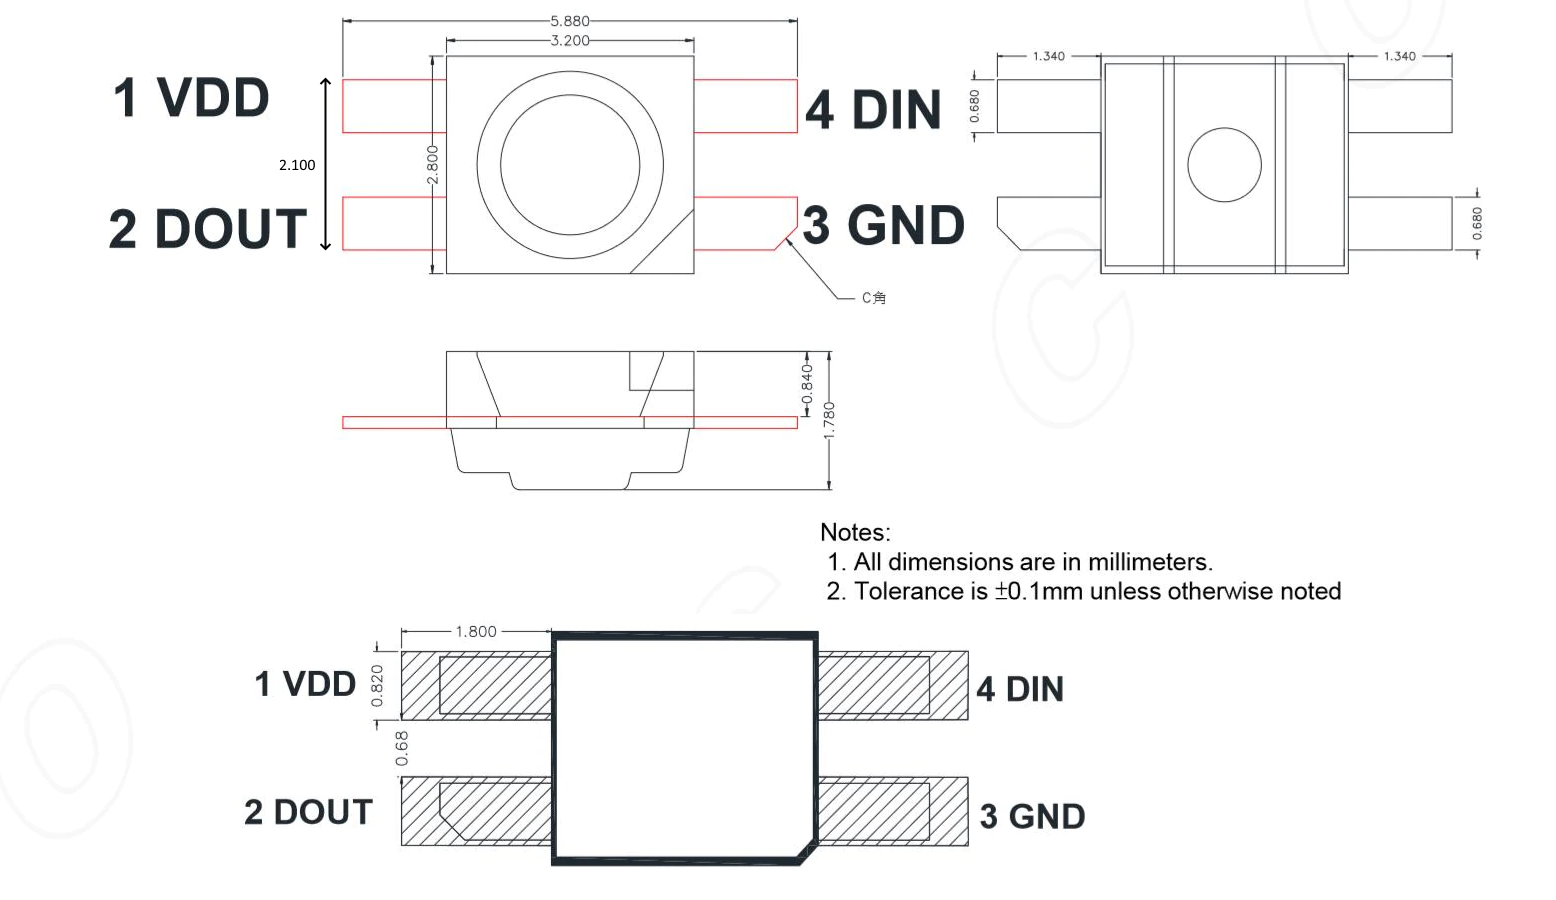 5.880
3.200
1 VDD
4 DIN
2.100
2.800
2 DOUT
3 GND
C角
1.340
1.340
0.680
0.680
0.840
1.780
Notes:
1. All dimensions are in millimeters.
2. Tolerance is ±0.1mm unless otherwise noted
1.800
1 VDD
0.820
4 DIN
0.68
2 DOUT
3 GND